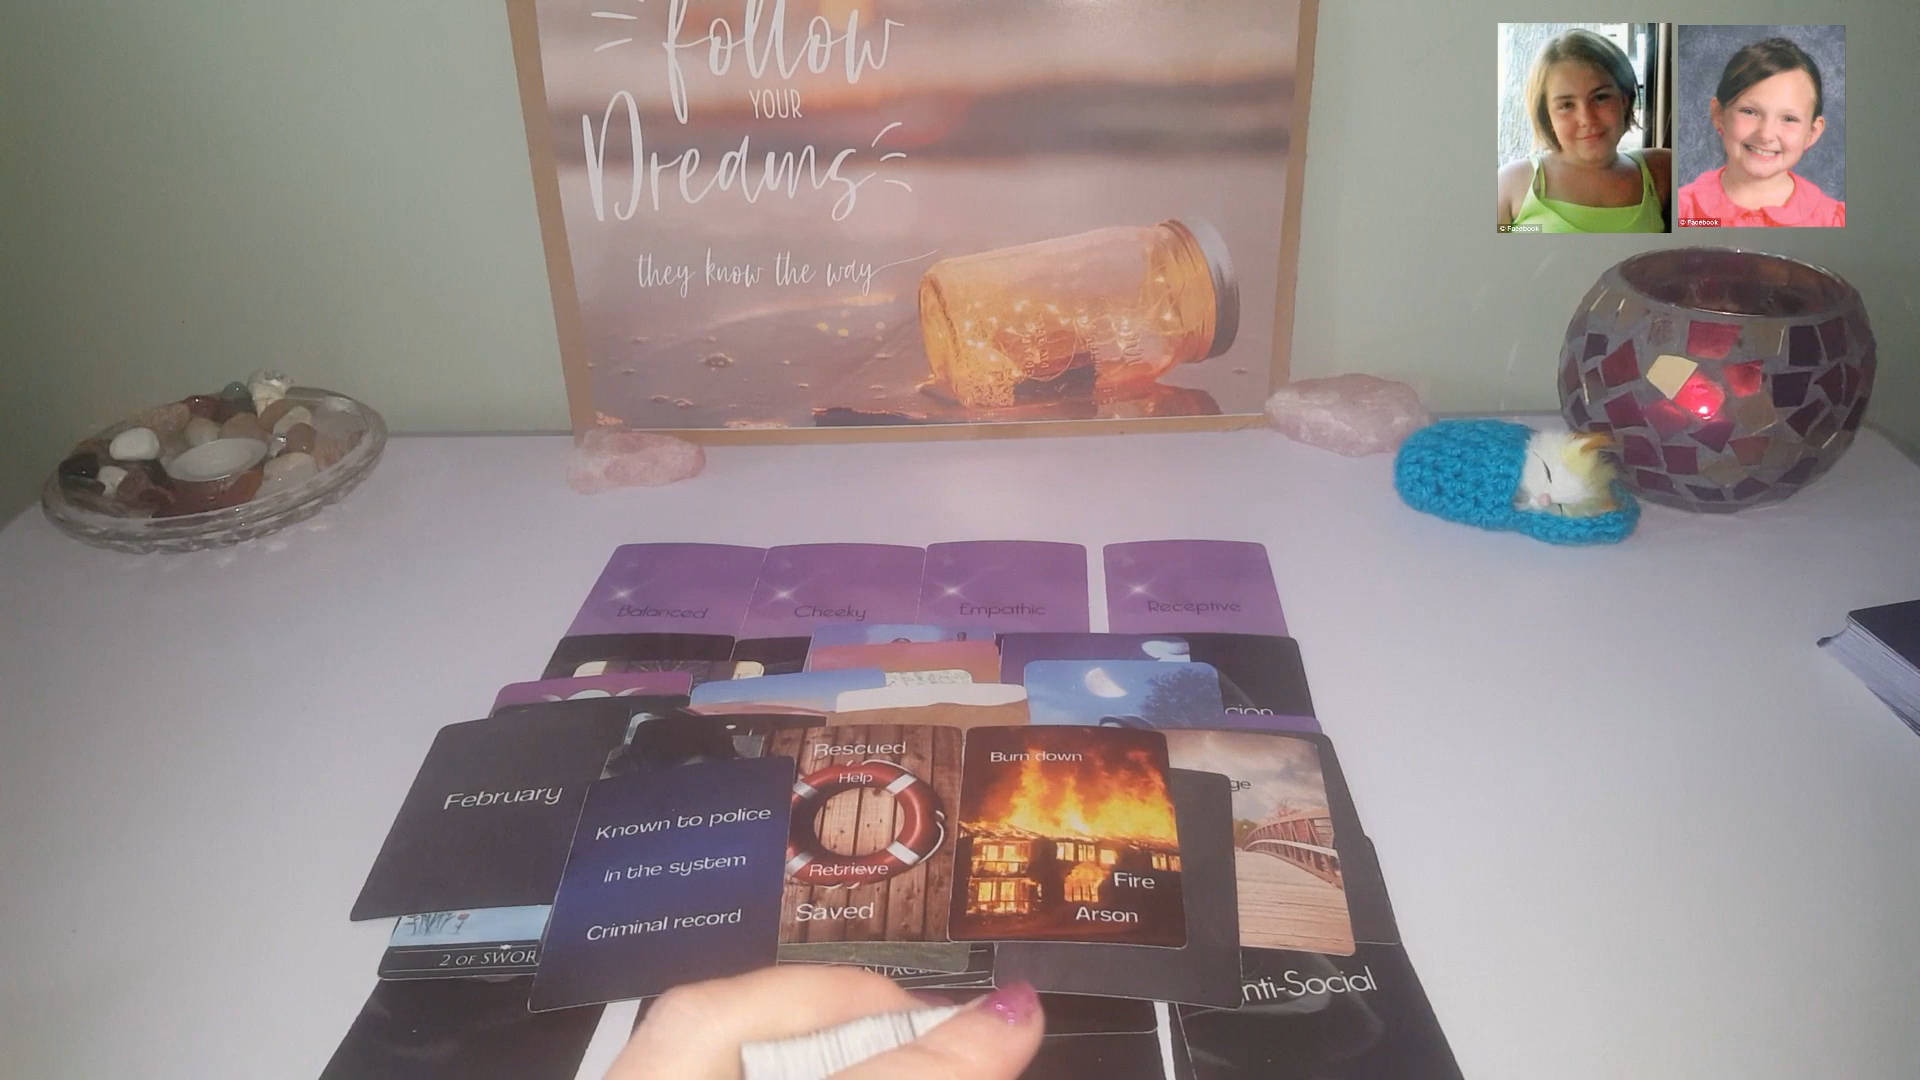 follow
YOUR
Dreams
they know the way
© Facebook
© Facebook
Balanced
Cheeky
Empathic
Receptive
February
Known to police
In the system
Criminal record
Rescued
Help
Retrieve
Saved
Burn down
Fire
Arson
2 OF SWOR
nti-Social